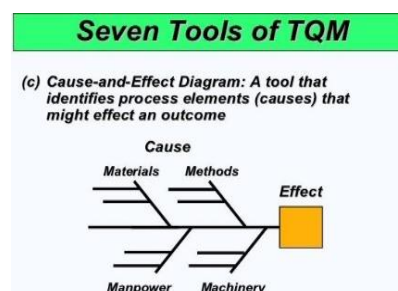 Seven Tools of TQM
(c) Cause-and-Effect Diagram: A tool that
identifies process elements (causes) that
might effect an outcome
Cause
Materials Methods
Effect
Manpower Machinery